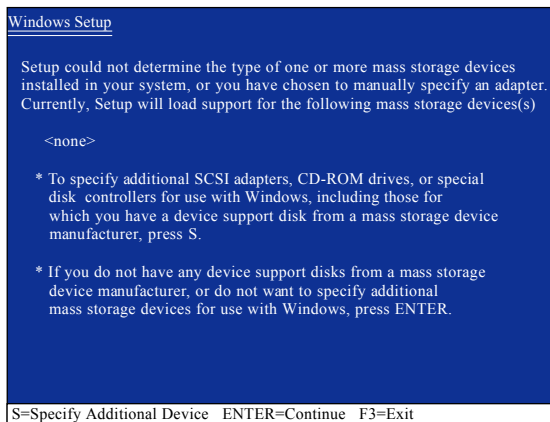 Windows Setup
Setup could not determine the type of one or more mass storage devices
installed in your system, or you have chosen to manually specify an adapter.
Currently, Setup will load support for the following mass storage devices(s)
<none>
* To specify additional SCSI adapters, CD-ROM drives, or special
disk controllers for use with Windows, including those for
which you have a device support disk from a mass storage device
manufacturer, press S.
* If you do not have any device support disks from a mass storage
device manufacturer, or do not want to specify additional
mass storage devices for use with Windows, press ENTER.
S=Specify Additional Device ENTER=Continue F3=Exit